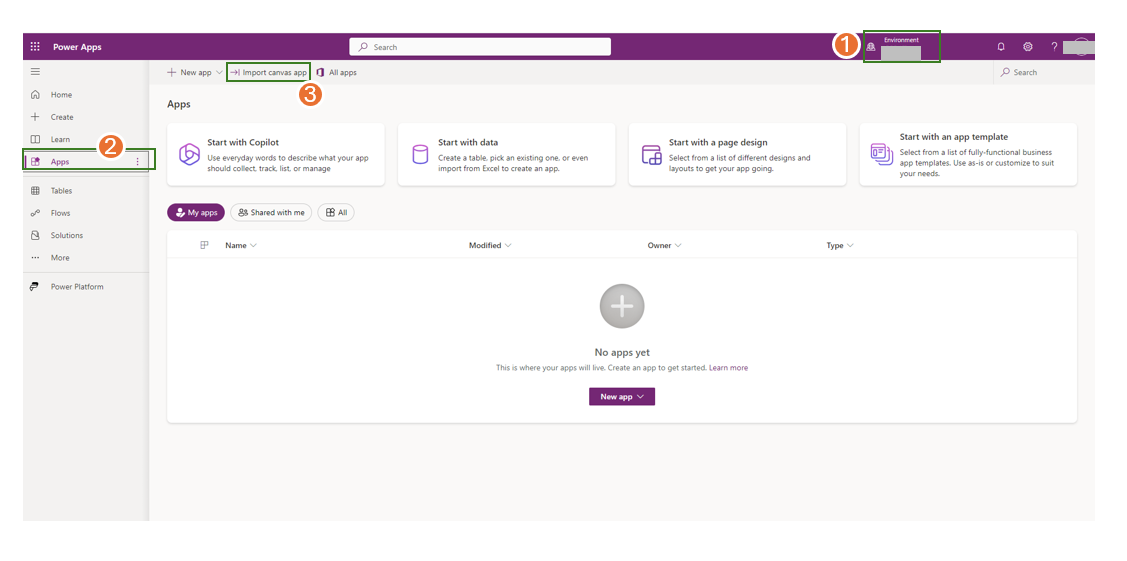 Power Apps
Search
1
Environment
?
New app
Import canvas app
All apps
Search
3
Home
Create
Learn
2
Apps
Tables
Flows
Solutions
More
Power Platform
Apps
Start with Copilot
Use everyday words to describe what your app
should collect, track, list, or manage
Start with data
Create a table, pick an existing one, or even
import from Excel to create an app.
Start with a page design
Select from a list of different designs and
layouts to get your app going.
Start with an app template
Select from a list of fully-functional business
app templates. Use as-is or customize to suit
your needs.
My apps
Shared with me
All
Name
Modified
Owner
Type
No apps yet
This is where your apps will live. Create an app to get started. Learn more
New app